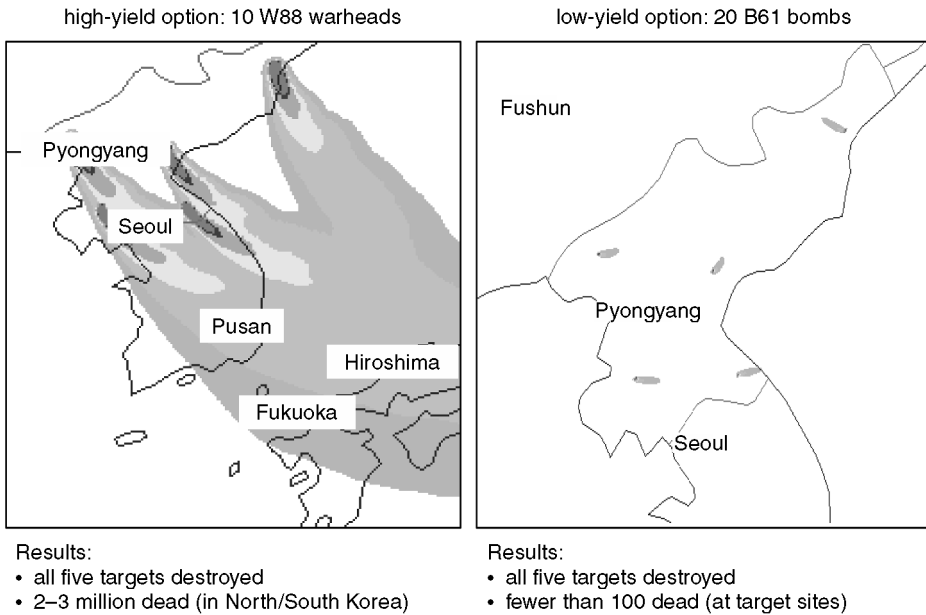 high-yield option: 10 W88 warheads
Pyongyang
Seoul
Pusan
Hiroshima
Fukuoka
Results:
• all five targets destroyed
• 2–3 million dead (in North/South Korea)
low-yield option: 20 B61 bombs
Fushun
Pyongyang
Seoul
Results:
• all five targets destroyed
• fewer than 100 dead (at target sites)